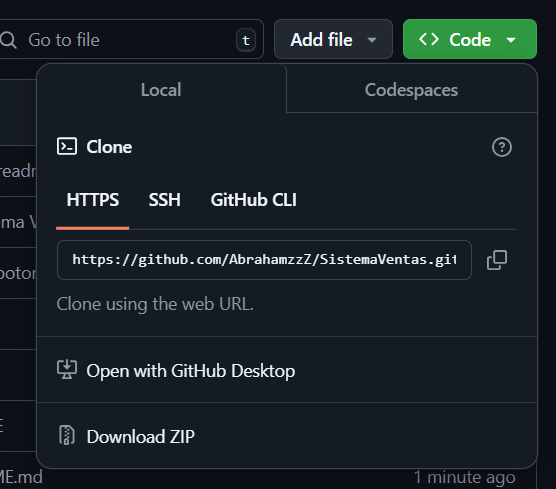 Go to file
t
Add file
Code
Local
Codespaces
Clone
HTTPS
SSH
GitHub CLI
https://github.com/AbrahamzzZ/SistemaVentas.git
Clone using the web URL.
Open with GitHub Desktop
Download ZIP
1 minute ago